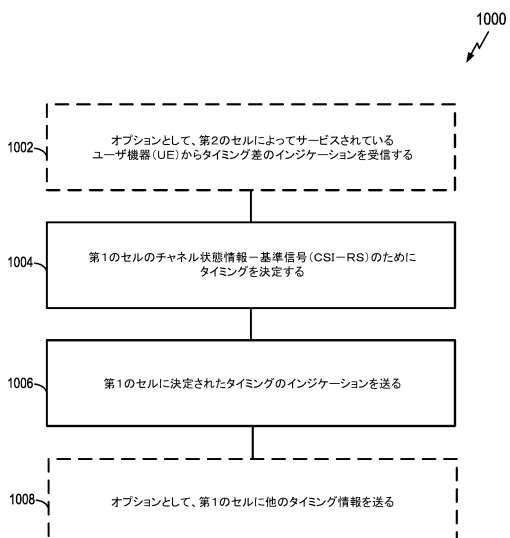 1000
1002
オプションとして、第2のセルによってサービスされている
ユーザ機器(UE)からタイミング差のインジケーションを受信する
1004
第1のセルのチャネル状態情報－基準信号(CSI－RS)のために
タイミングを決定する
1006
第1のセルに決定されたタイミングのインジケーションを送る
1008
オプションとして、第1のセルに他のタイミング情報を送る